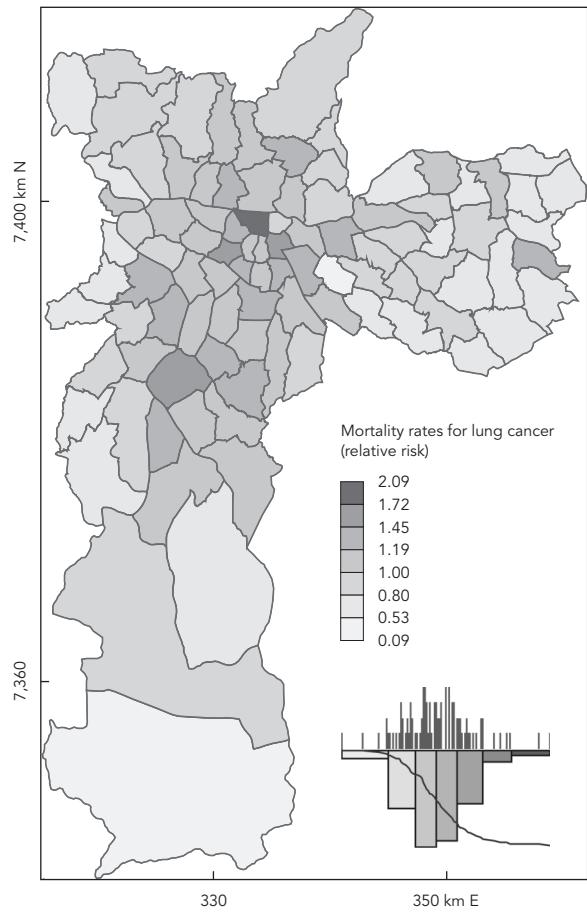 7,400 km N
Mortality rates for lung cancer
(relative risk)
2.09
1.72
1.45
1.19
1.00
0.80
0.53
0.09
7,360
330
350 km E